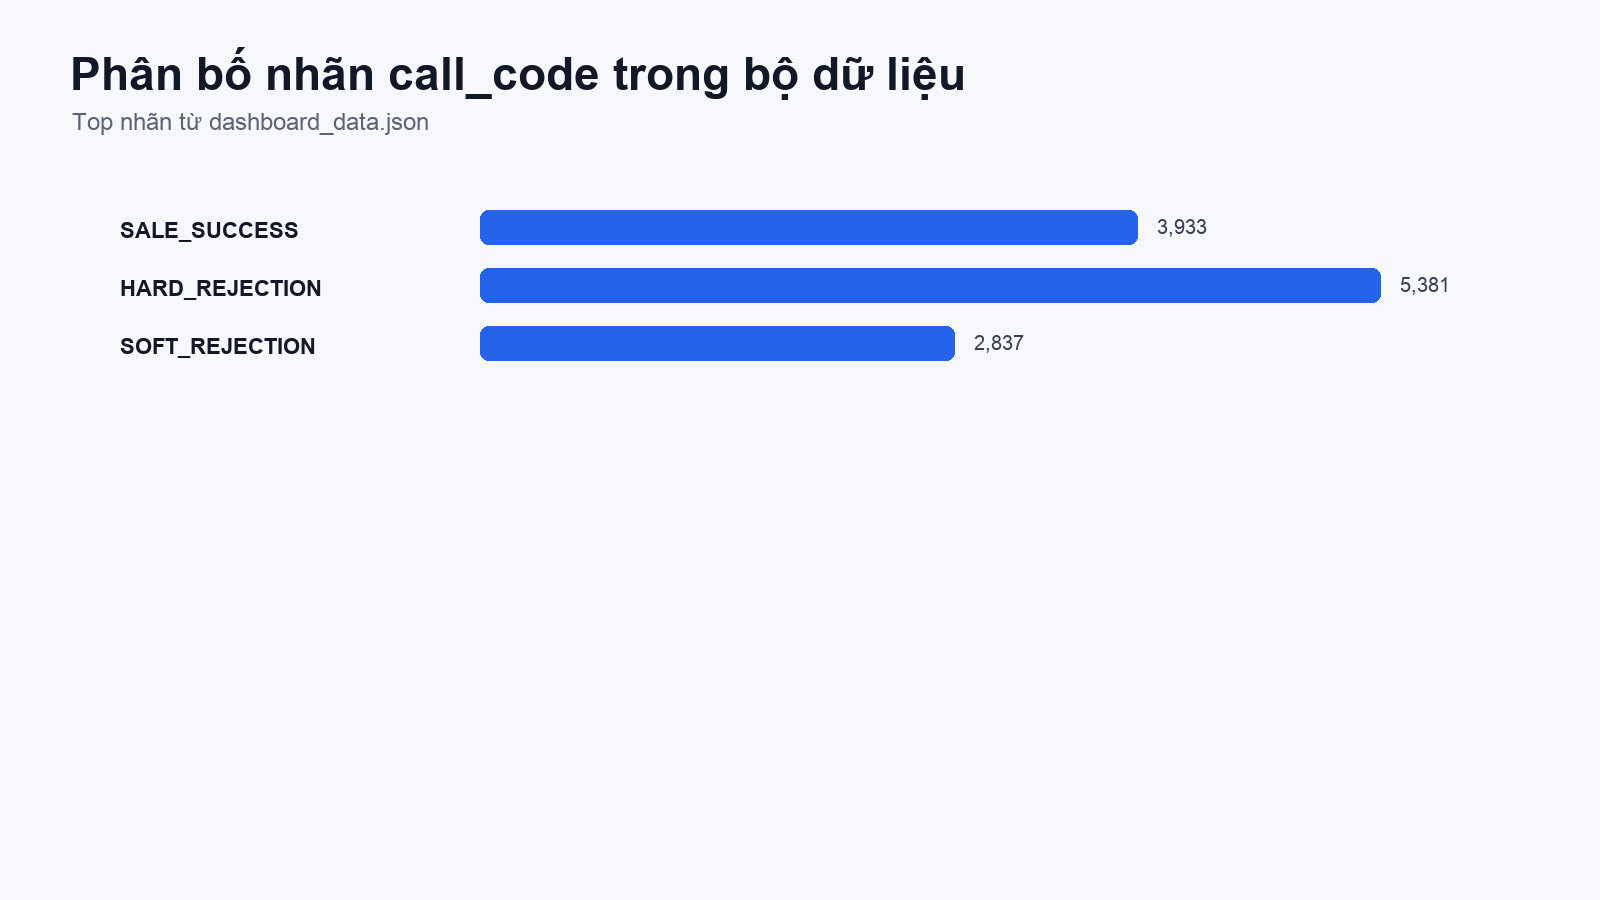 Phân bố nhãn call_code trong bộ dữ liệu
Top nhãn từ dashboard_data.json
SALE_SUCCESS 3,933
HARD_REJECTION 5,381
SOFT_REJECTION 2,837